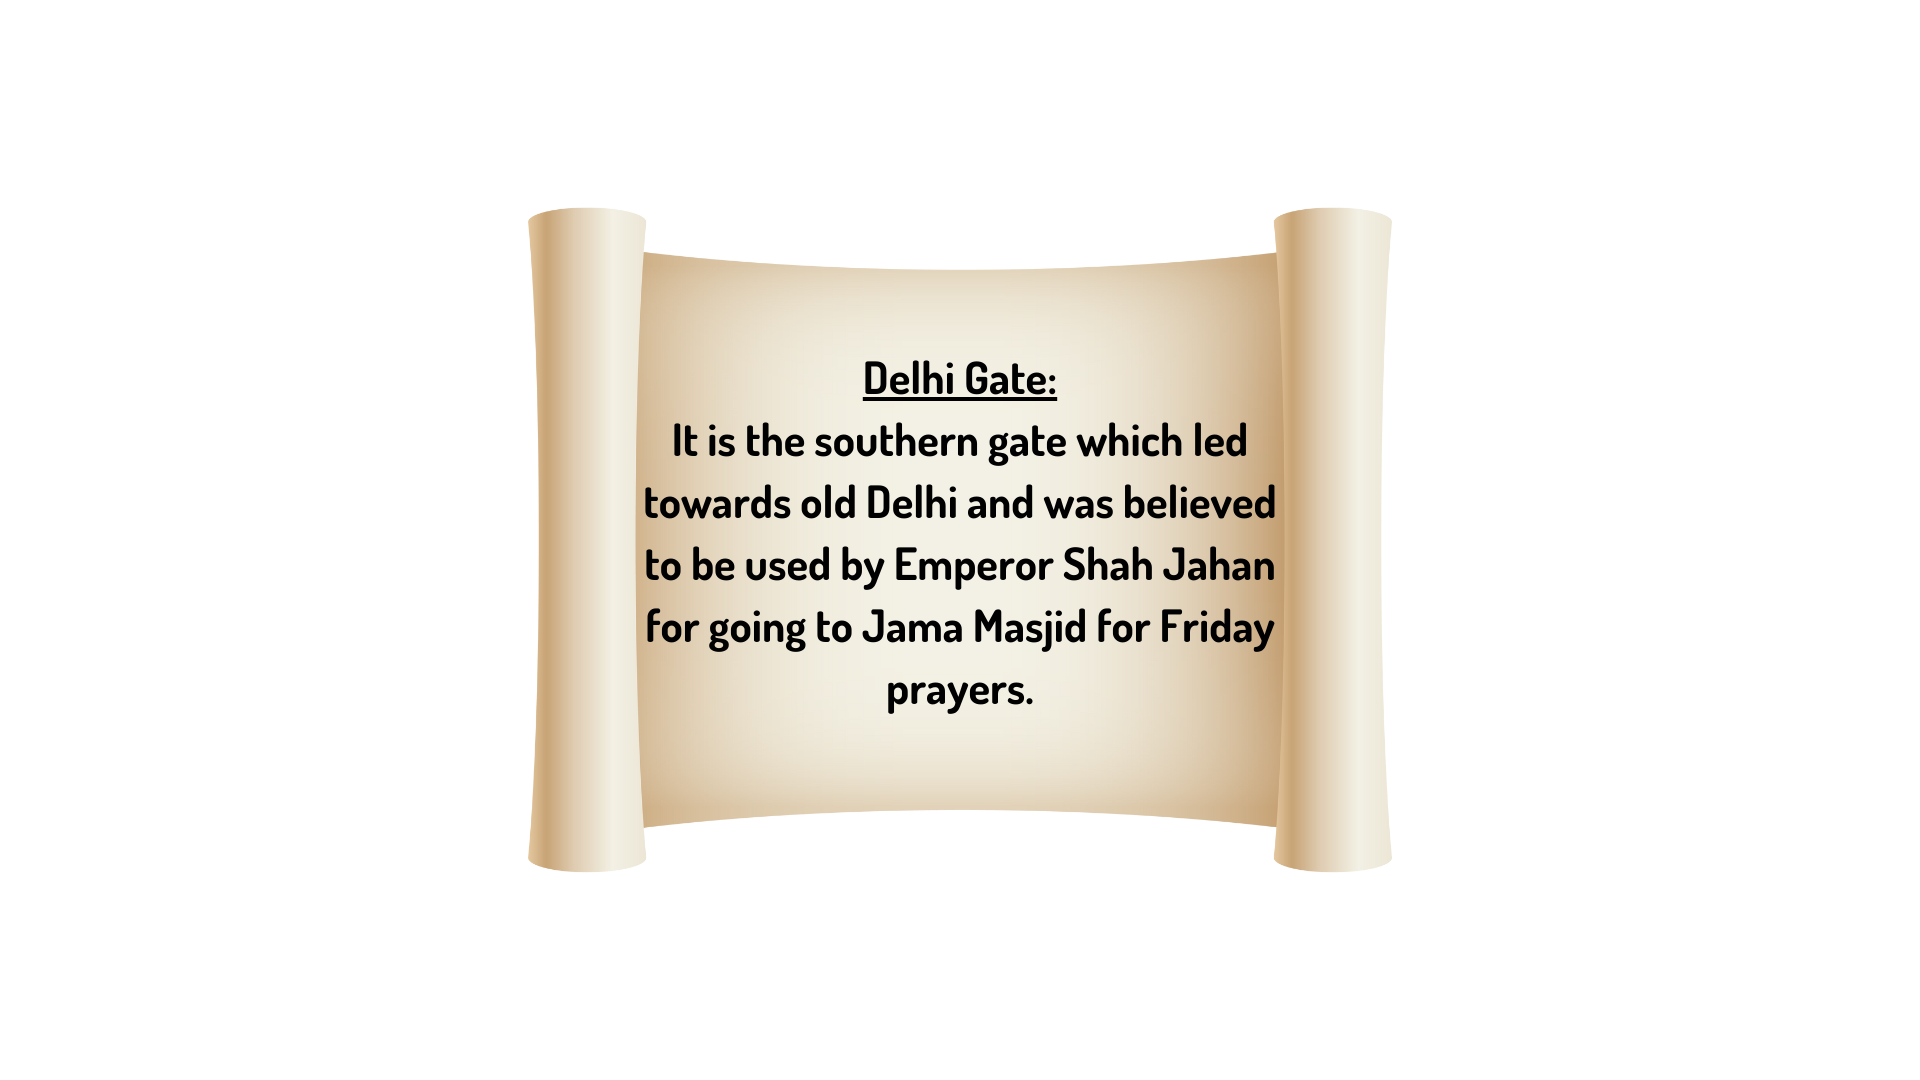 Delhi Gate:
It is the southern gate which led
towards old Delhi and was believed
to be used by Emperor Shah Jahan
for going to Jama Masjid for Friday
prayers.